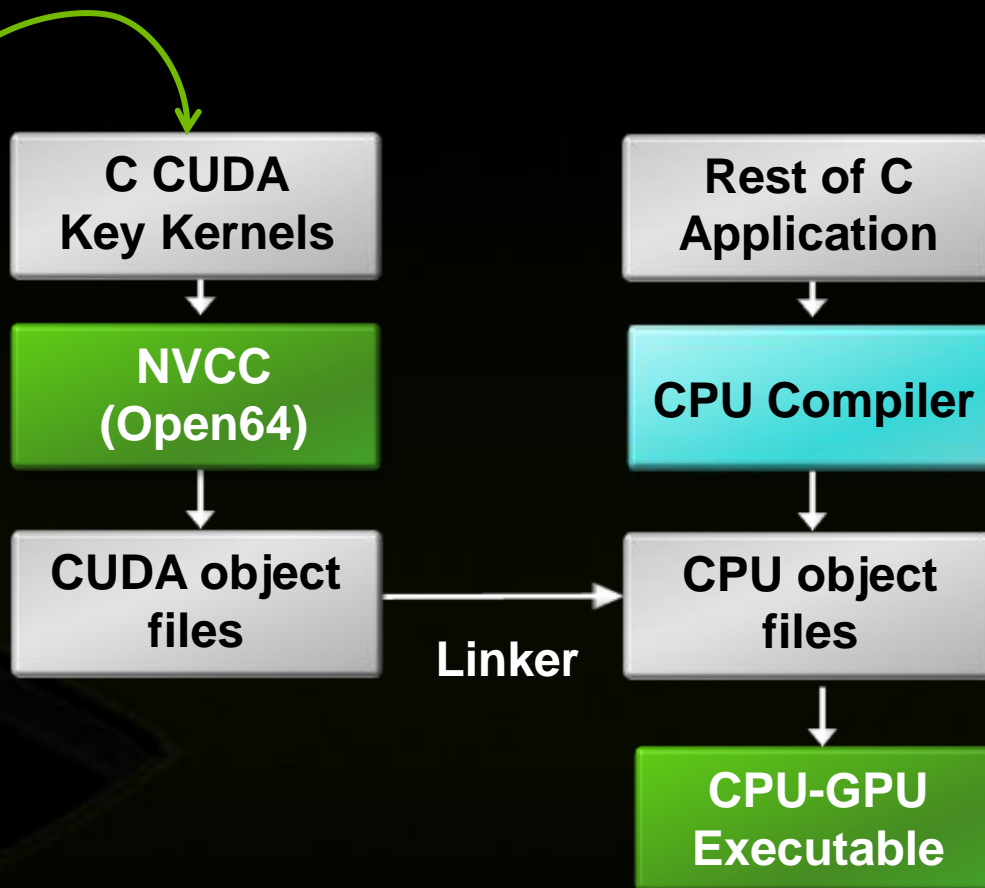 C CUDA
Key Kernels
Rest of C
Application
NVCC
(Open64)
CPU Compiler
CUDA object
files
Linker
CPU object
files
CPU-GPU
Executable